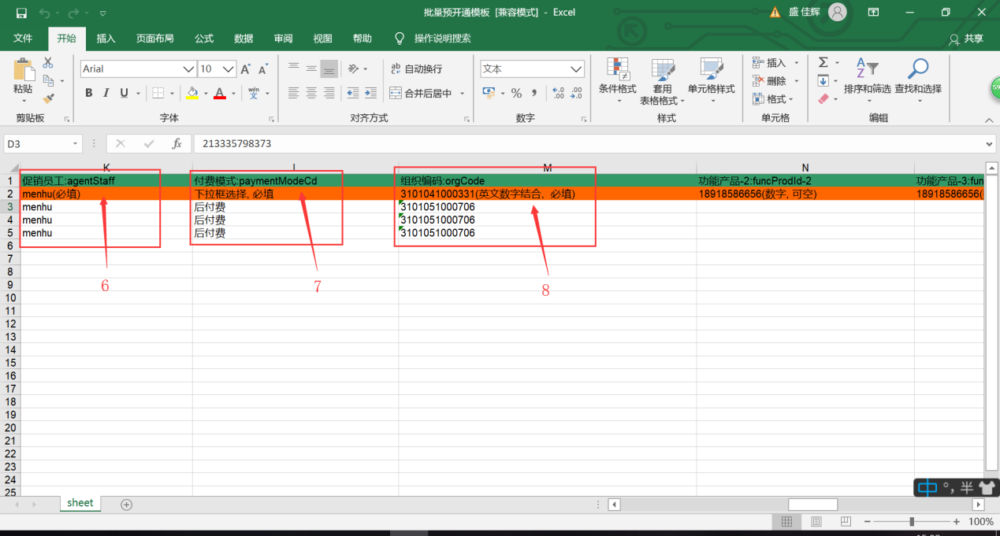 批量预开通模板 [兼容模式] - Excel
盛 佳辉
文件 开始 插入 页面布局 公式 数据 审阅 视图 帮助 操作说明搜索 共享
粘贴
剪贴板
Arial 10
B I U A wén 文
字体
ab 自动换行
合并后居中
对齐方式
文本
% , .00 .00
数字
条件格式 套用 表格格式 单元格样式
样式
插入
删除
格式
单元格
Σ 排序和筛选 查找和选择
编辑
D3 fx 213335798373
K L M N
1 促销员工:agentStaff 付费模式:paymentModeCd 组织编码:orgCode 功能产品-2:funcProdId-2 功能产品-3:fun
2 menhu(必填) 下拉框选择, 必填 3101041000331(英文数字结合, 必填) 18918586656(数字, 可空) 18918586656(
3 menhu 后付费 3101051000706
4 menhu 后付费 3101051000706
5 menhu 后付费 3101051000706
6
7
8
9
10
11
12
13
14
15
16
17
18
19
20
21
22
23
24
25
6 7 8
中 °, 半
sheet
100%